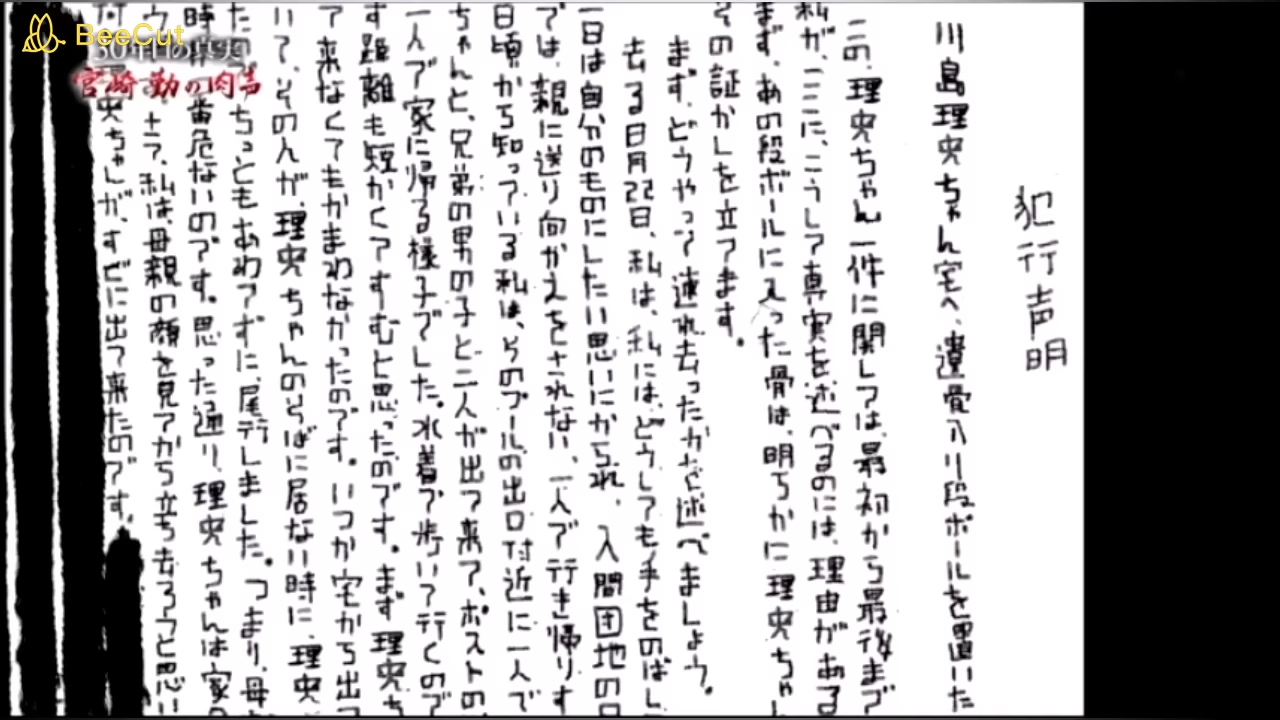 BeeCut
30年目の真実
宮﨑勤の肉声
犯行声明
川島理央ちゃん宅へ、遺骨入り段ボールを置いた
この、理央ちゃん一件に関しては、最初から最後まで
私が、ここに、こうして真実を述べるのには、理由がある
まず、あの段ボールに入った骨は、明らかに理央ちゃん
その証かしを立てます。
まず、どうやって連れ去ったかを述べましょう。
去る日月22日、私は、私には、どうしても手をのばし
一日は自分のものにしたい思いにかられ、入間団地の
では、親に送り向かえをされない、一人で行き帰りす
日頃から知っている私は、そのプールの出口付近に一人で
ちゃんと、兄弟の男の子と二人が出て来て、ポストの
一人で家に帰る様子でした。水着で歩いて行くので
す距離も短かくてすむと思ったのです。まず理央ち
て来なくてもかまわなかったのです。いつか宅から出
いて、その人が、理央ちゃんのそばに居ない時に、理央
ちっともあわてずに、尾行しました。つまり、母
番危ないのです。思った通り、理央ちゃんは家の
私は、母親の顔を見てから立ち去ろうと思い
央ちゃんが、すぐに出て来たのです。